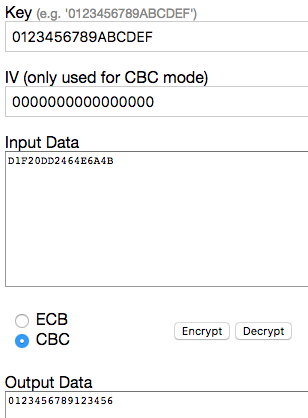 Key (e.g. '0123456789ABCDEF')
0123456789ABCDEF
IV (only used for CBC mode)
0000000000000000
Input Data
D1F20DD2464E6A4B
ECB
CBC
Encrypt Decrypt
Output Data
0123456789123456